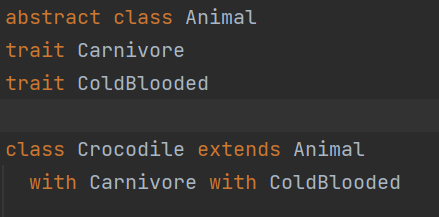 abstract class Animal
trait Carnivore
trait ColdBlooded
class Crocodile extends Animal
with Carnivore with ColdBlooded